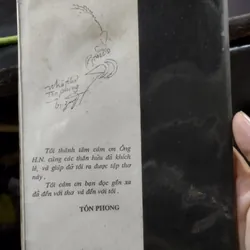 Tôi thành tâm cám ơn Ông
H.N. cùng các thân hữu đã khích
lệ, và giúp đỡ tôi ra được tập thơ
này.
Tôi cám ơn bạn đọc gần xa
đã đến với thơ và đến với tôi.
TÔN PHONG